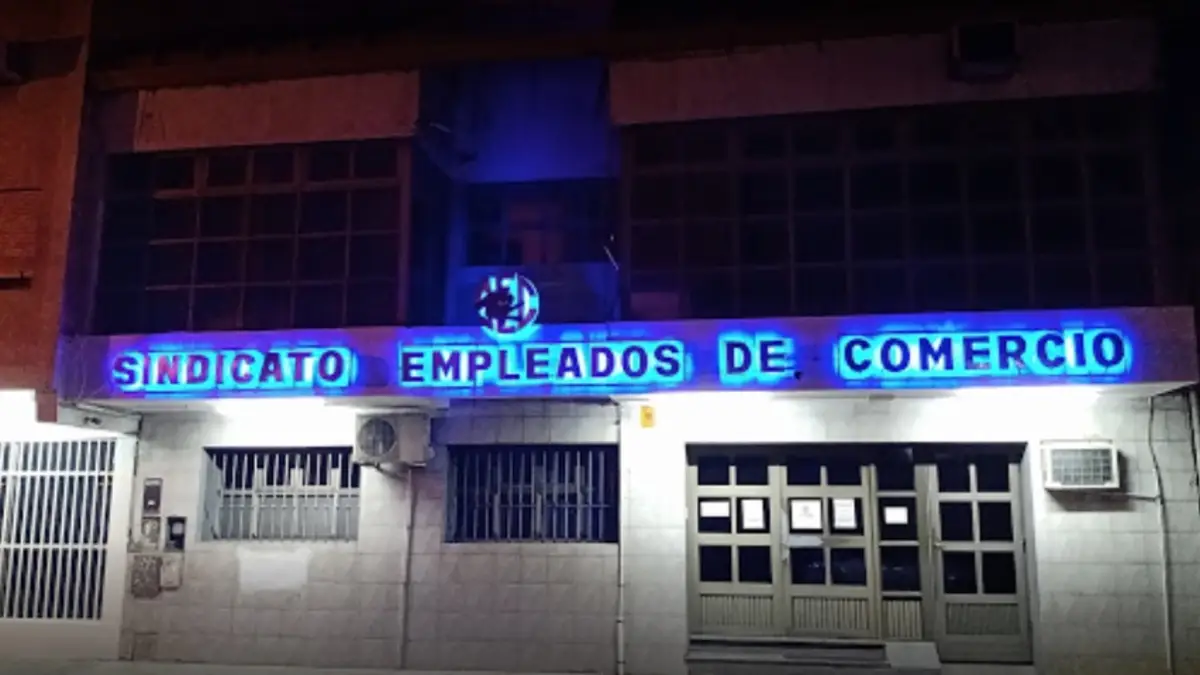 SINDICATO EMPLEADOS DE COMERCIO